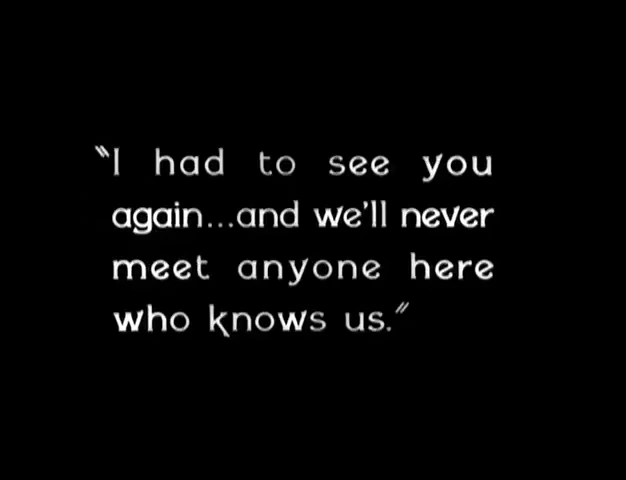 "I had to see you
again...and we'll never
meet anyone here
who knows us."